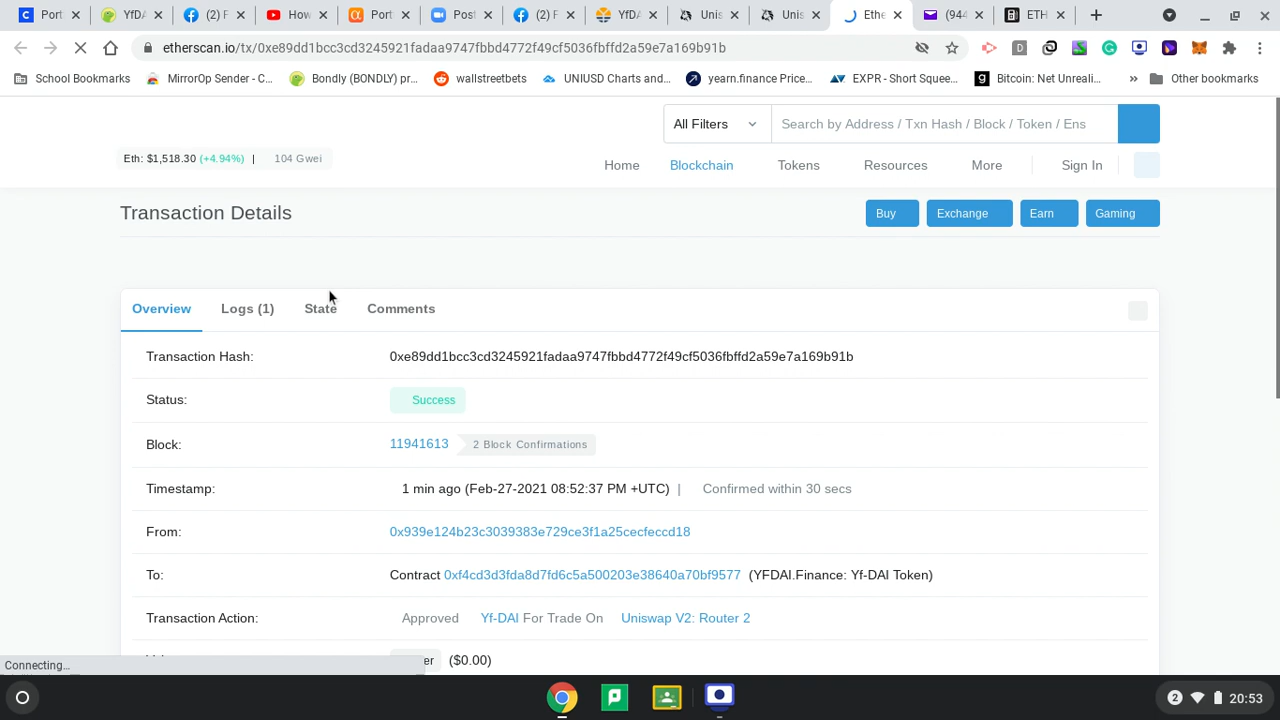 Port
YfDA
(2) F
How
Port
Post
(2) F
YfDA
Unis
Unis
Ethe
(944
ETH
etherscan.io/tx/0xe89dd1bcc3cd3245921fadaa9747fbbd4772f49cf5036fbffd2a59e7a169b91b
School Bookmarks
MirrorOp Sender - C...
Bondly (BONDLY) pr...
wallstreetbets
UNIUSD Charts and...
yearn.finance Price...
EXPR - Short Squee...
Bitcoin: Net Unreali...
»
Other bookmarks
All Filters
Search by Address / Txn Hash / Block / Token / Ens
Eth: $1,518.30 (+4.94%) | 104 Gwei
Home
Blockchain
Tokens
Resources
More
Sign In
Transaction Details
Buy
Exchange
Earn
Gaming
Overview
Logs (1)
State
Comments
Transaction Hash:
0xe89dd1bcc3cd3245921fadaa9747fbbd4772f49cf5036fbffd2a59e7a169b91b
Status:
Success
Block:
11941613
2 Block Confirmations
Timestamp:
1 min ago (Feb-27-2021 08:52:37 PM +UTC) | Confirmed within 30 secs
From:
0x939e124b23c3039383e729ce3f1a25cecfeccd18
To:
Contract 0xf4cd3d3fda8d7fd6c5a500203e38640a70bf9577 (YFDAI.Finance: Yf-DAI Token)
Transaction Action:
Approved Yf-DAI For Trade On Uniswap V2: Router 2
($0.00)
Connecting...
2
20:53